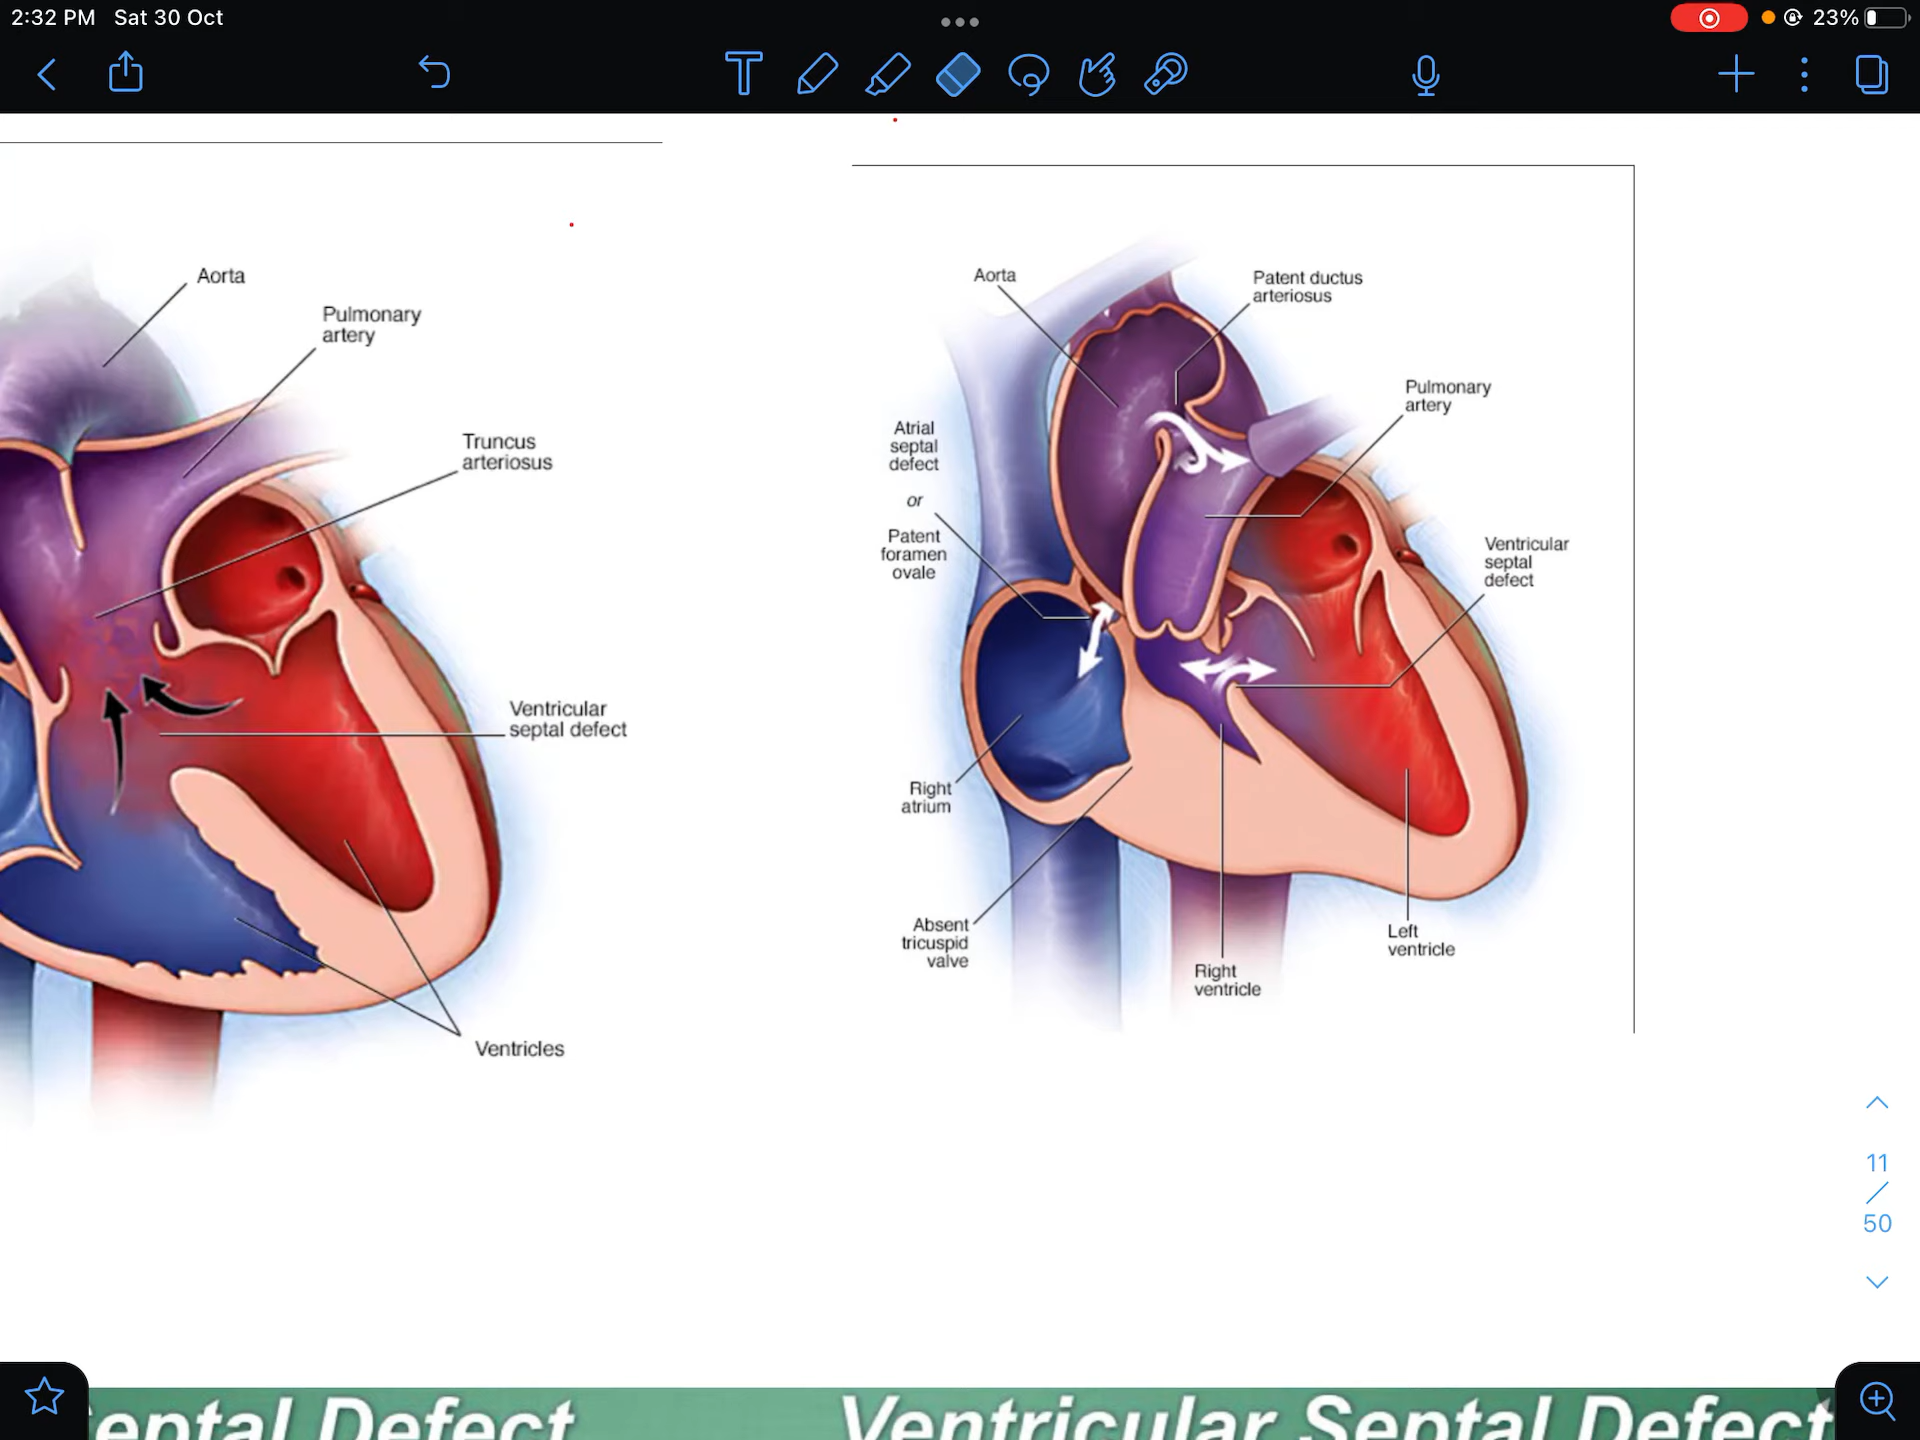 2:32 PM Sat 30 Oct
23%
Aorta
Pulmonary
artery
Truncus
arteriosus
Ventricular
septal defect
Ventricles
Aorta
Patent ductus
arteriosus
Pulmonary
artery
Atrial
septal
defect
or
Patent
foramen
ovale
Ventricular
septal
defect
Right
atrium
Absent
tricuspid
valve
Right
ventricle
Left
ventricle
11
/
50
eptal Defect
Ventricular Septal Defect